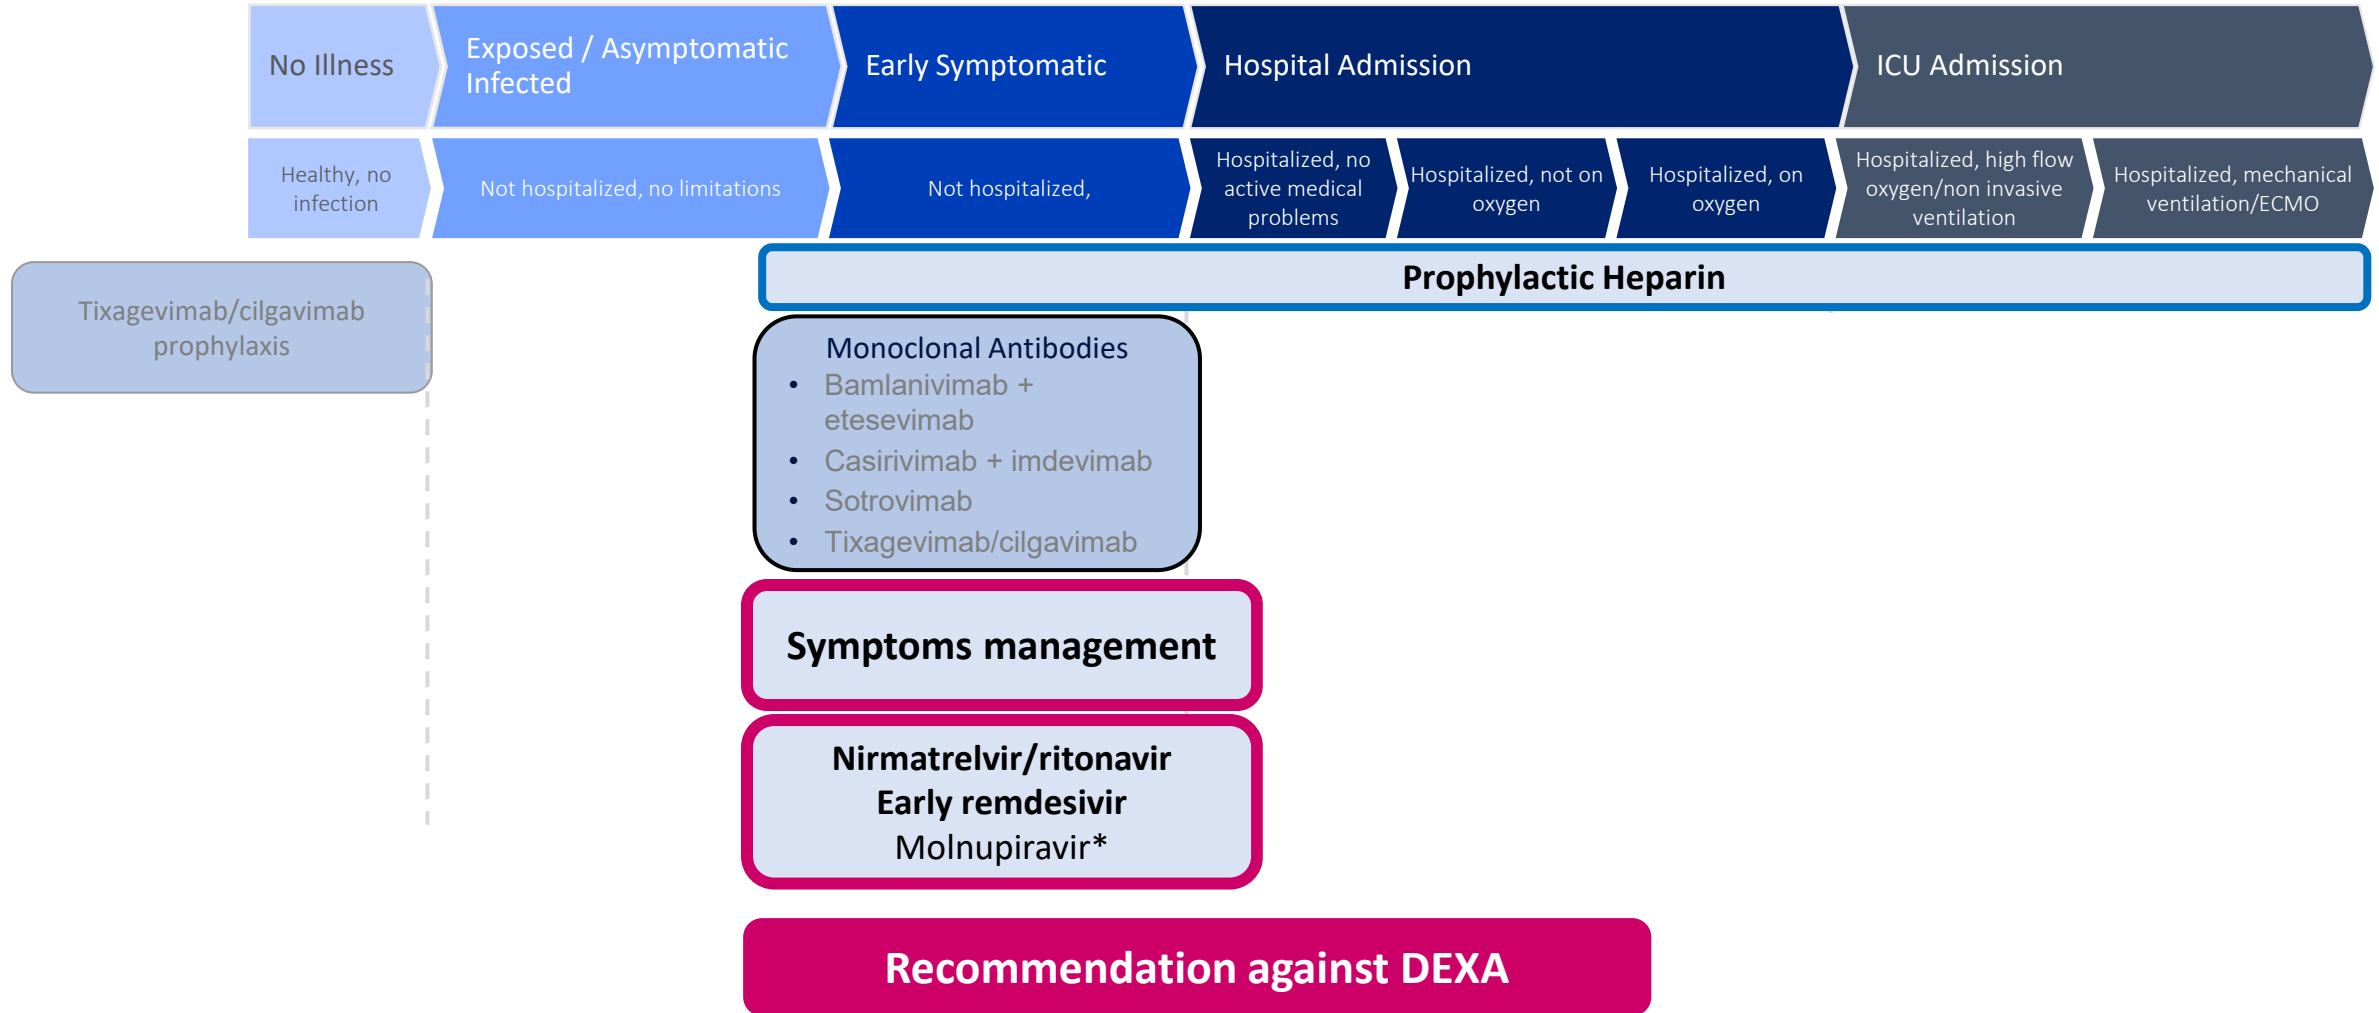 No Illness
Exposed / Asymptomatic
Infected
Early Symptomatic
Hospital Admission
ICU Admission
Healthy, no
infection
Not hospitalized, no limitations
Not hospitalized,
Hospitalized, no
active medical
problems
Hospitalized, not on
oxygen
Hospitalized, on
oxygen
Hospitalized, high flow
oxygen/non invasive
ventilation
Hospitalized, mechanical
ventilation/ECMO
Prophylactic Heparin
Tixagevimab/cilgavimab
prophylaxis
Monoclonal Antibodies
• Bamlanivimab +
etesevimab
• Casirivimab + imdevimab
• Sotrovimab
• Tixagevimab/cilgavimab
Symptoms management
Nirmatrelvir/ritonavir
Early remdesivir
Molnupiravir*
Recommendation against DEXA